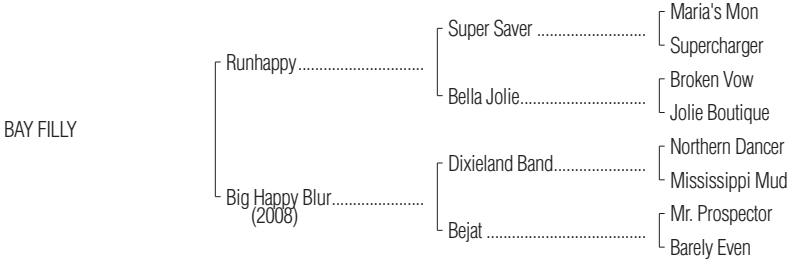 Maria's Mon
Super Saver ..........................
Supercharger
Runhappy..............................
Broken Vow
Bella Jolie..............................
Jolie Boutique
BAY FILLY
Northern Dancer
Dixieland Band......................
Mississippi Mud
Big Happy Blur......................
(2008)
Mr. Prospector
Bejat ......................................
Barely Even